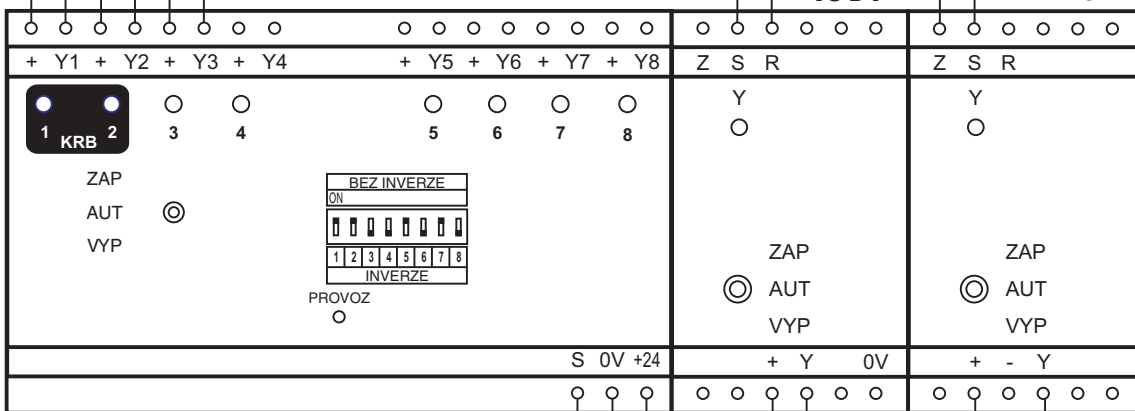 + Y1 + Y2 + Y3 + Y4 + Y5 + Y6 + Y7 + Y8 Z S R Z S R
Y Y
1 2 3 4 5 6 7 8
KRB
ZAP
AUT
VYP
BEZ INVERZE
ON
1 2 3 4 5 6 7 8
INVERZE
PROVOZ
ZAP ZAP
AUT AUT
VYP VYP
S 0V +24 + Y 0V + - Y